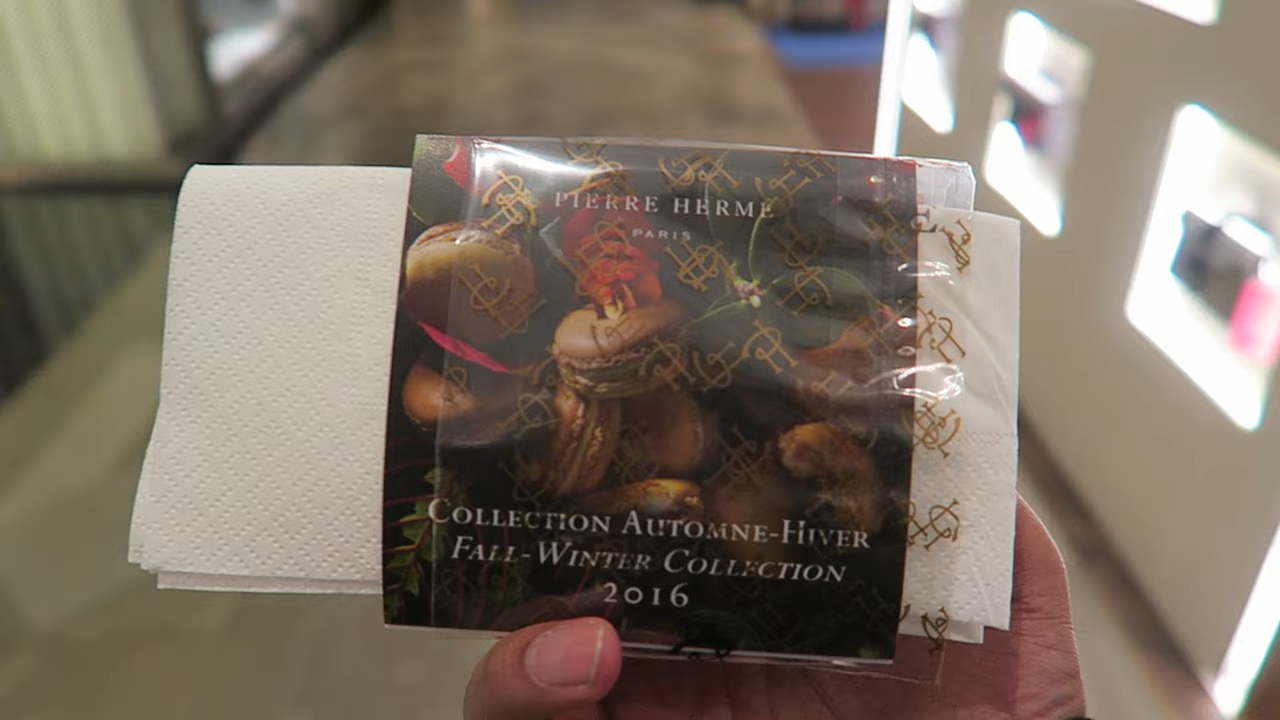 PIERRE HERMÉ
PARIS
COLLECTION AUTOMNE-HIVER
FALL-WINTER COLLECTION
2016